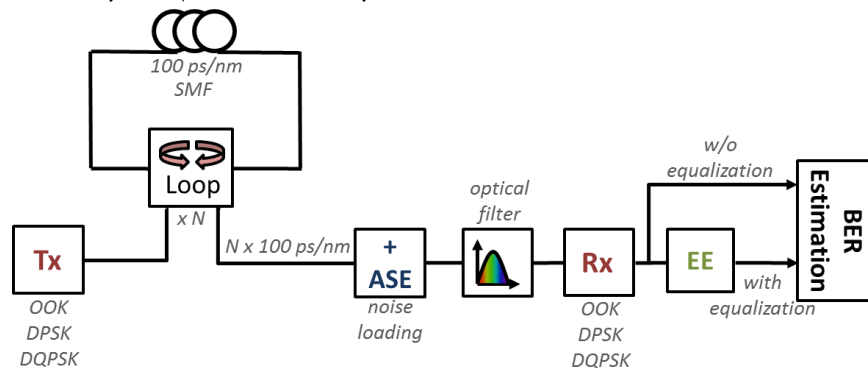 100 ps/nm
SMF
Loop
x N
N x 100 ps/nm
Tx
OOK
DPSK
DQPSK
+
ASE
noise
loading
optical
filter
Rx
OOK
DPSK
DQPSK
w/o
equalization
EE
with
equalization
BER
Estimation